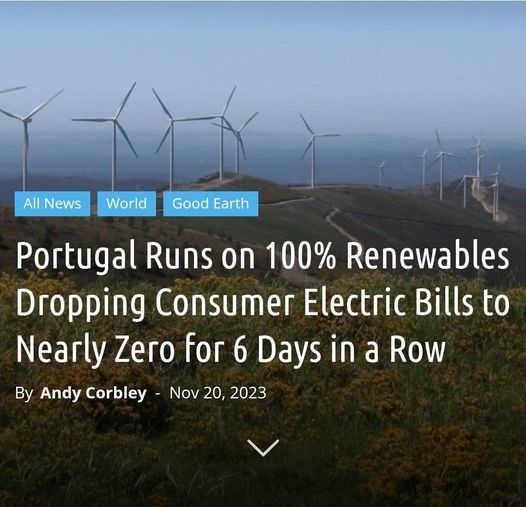 All News World Good Earth
Portugal Runs on 100% Renewables
Dropping Consumer Electric Bills to
Nearly Zero for 6 Days in a Row
By Andy Corbley - Nov 20, 2023